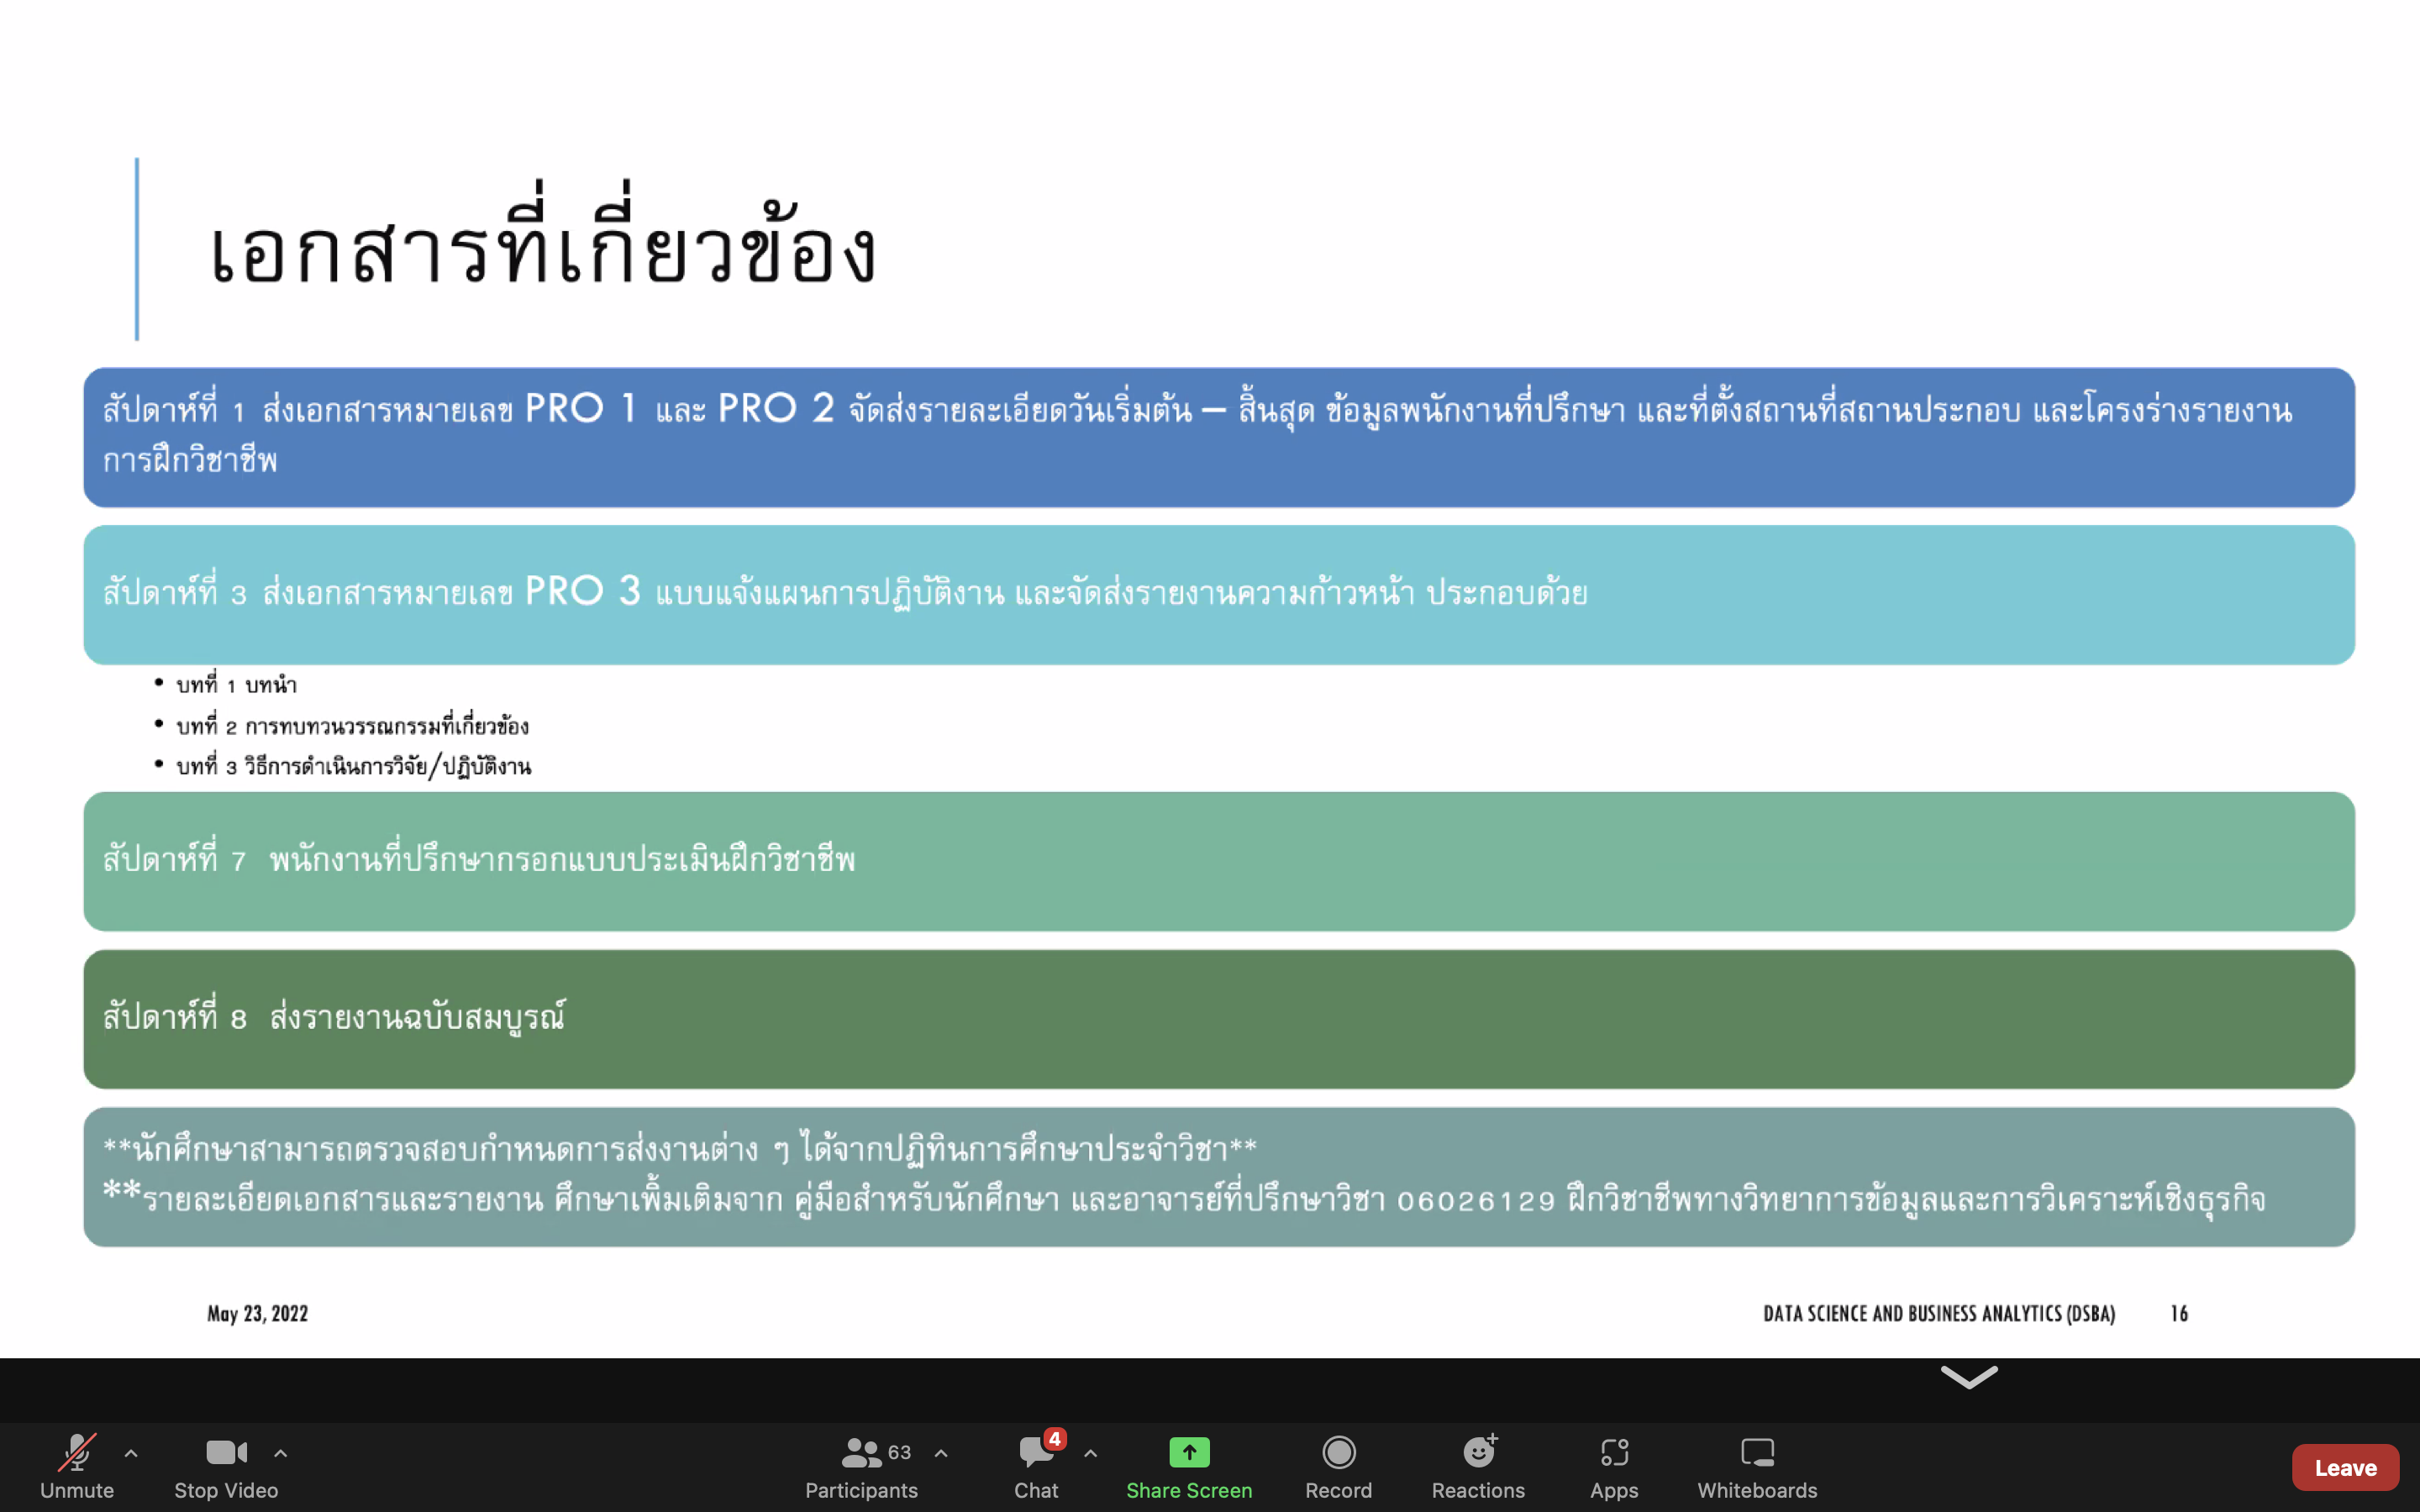 เอกสารที่เกี่ยวข้อง
สัปดาห์ที่ 1 ส่งเอกสารหมายเลข PRO 1 และ PRO 2 จัดส่งรายละเอียดวันเริ่มต้น – สิ้นสุด ข้อมูลพนักงานที่ปรึกษา และที่ตั้งสถานที่สถานประกอบ และโครงร่างรายงาน
การฝึกวิชาชีพ
สัปดาห์ที่ 3 ส่งเอกสารหมายเลข PRO 3 แบบแจ้งแผนการปฏิบัติงาน และจัดส่งรายงานความก้าวหน้า ประกอบด้วย
• บทที่ 1 บทนำ
• บทที่ 2 การทบทวนวรรณกรรมที่เกี่ยวข้อง
• บทที่ 3 วิธีการดำเนินการวิจัย/ปฏิบัติงาน
สัปดาห์ที่ 7 พนักงานที่ปรึกษากรอกแบบประเมินฝึกวิชาชีพ
สัปดาห์ที่ 8 ส่งรายงานฉบับสมบูรณ์
**นักศึกษาสามารถตรวจสอบกำหนดการส่งงานต่าง ๆ ได้จากปฏิทินการศึกษาประจำวิชา**
**รายละเอียดเอกสารและรายงาน ศึกษาเพิ้มเติมจาก คู่มือสำหรับนักศึกษา และอาจารย์ที่ปรึกษาวิชา 06026129 ฝึกวิชาชีพทางวิทยาการข้อมูลและการวิเคราะห์เชิงธุรกิจ
May 23, 2022 DATA SCIENCE AND BUSINESS ANALYTICS (DSBA) 16
63 4
Unmute Stop Video Participants Chat Share Screen Record Reactions Apps Whiteboards Leave